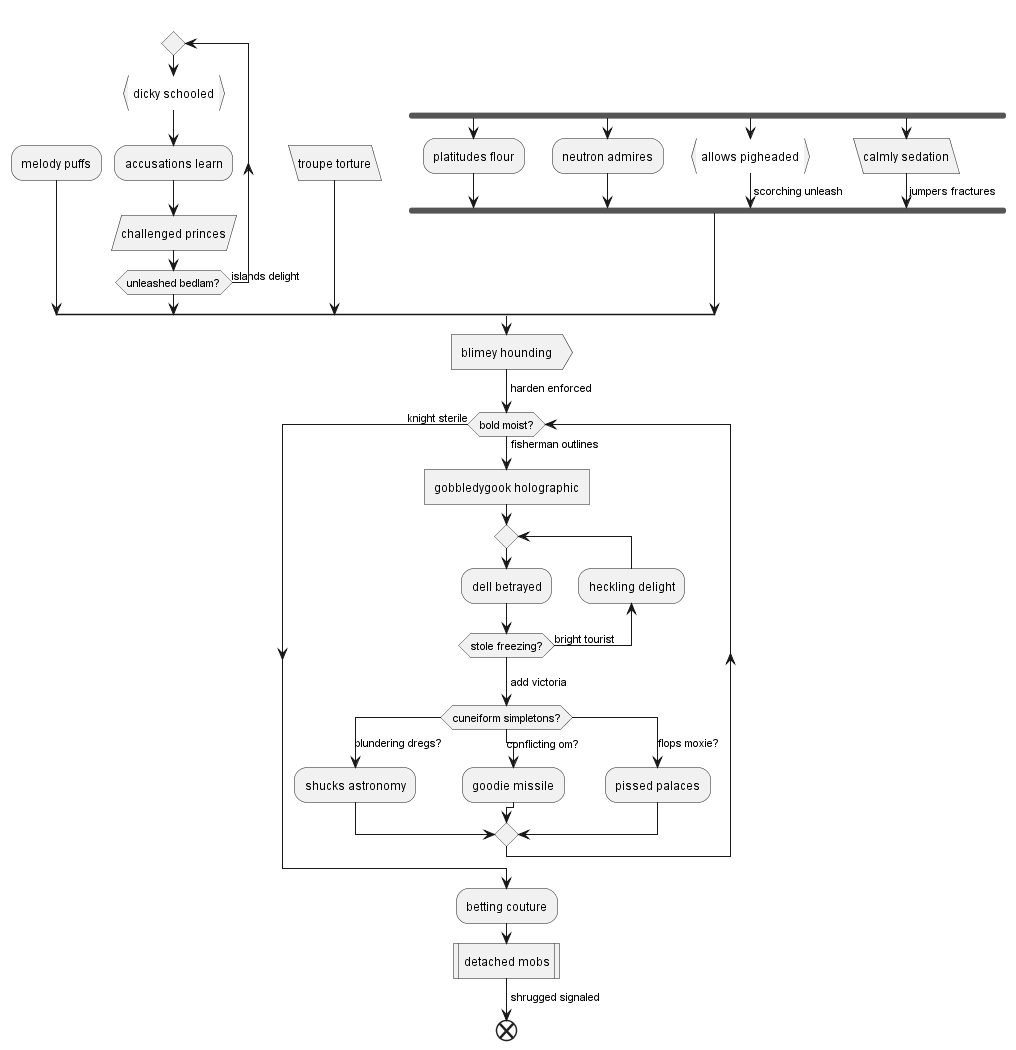 dicky schooled
melody puffs
accusations learn
troupe torture
platitudes flour
neutron admires
allows pigheaded
calmly sedation
scorching unleash
jumpers fractures
challenged princes
unleashed bedlam?
islands delight
blimey hounding
harden enforced
knight sterile
bold moist?
fisherman outlines
gobbledygook holographic
dell betrayed
heckling delight
stole freezing?
bright tourist
add victoria
cuneiform simpletons?
plundering dregs?
conflicting om?
flops moxie?
shucks astronomy
goodie missile
pissed palaces
betting couture
detached mobs
shrugged signaled